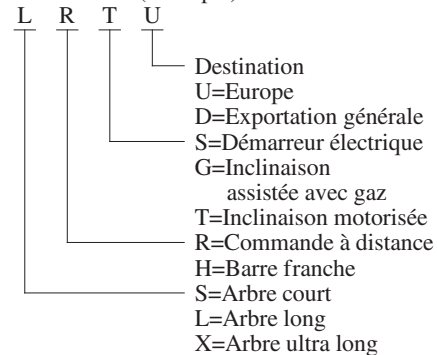 L R T U
Destination
U=Europe
D=Exportation générale
S=Démarreur électrique
G=Inclinaison
assistée avec gaz
T=Inclinaison motorisée
R=Commande à distance
H=Barre franche
S=Arbre court
L=Arbre long
X=Arbre ultra long